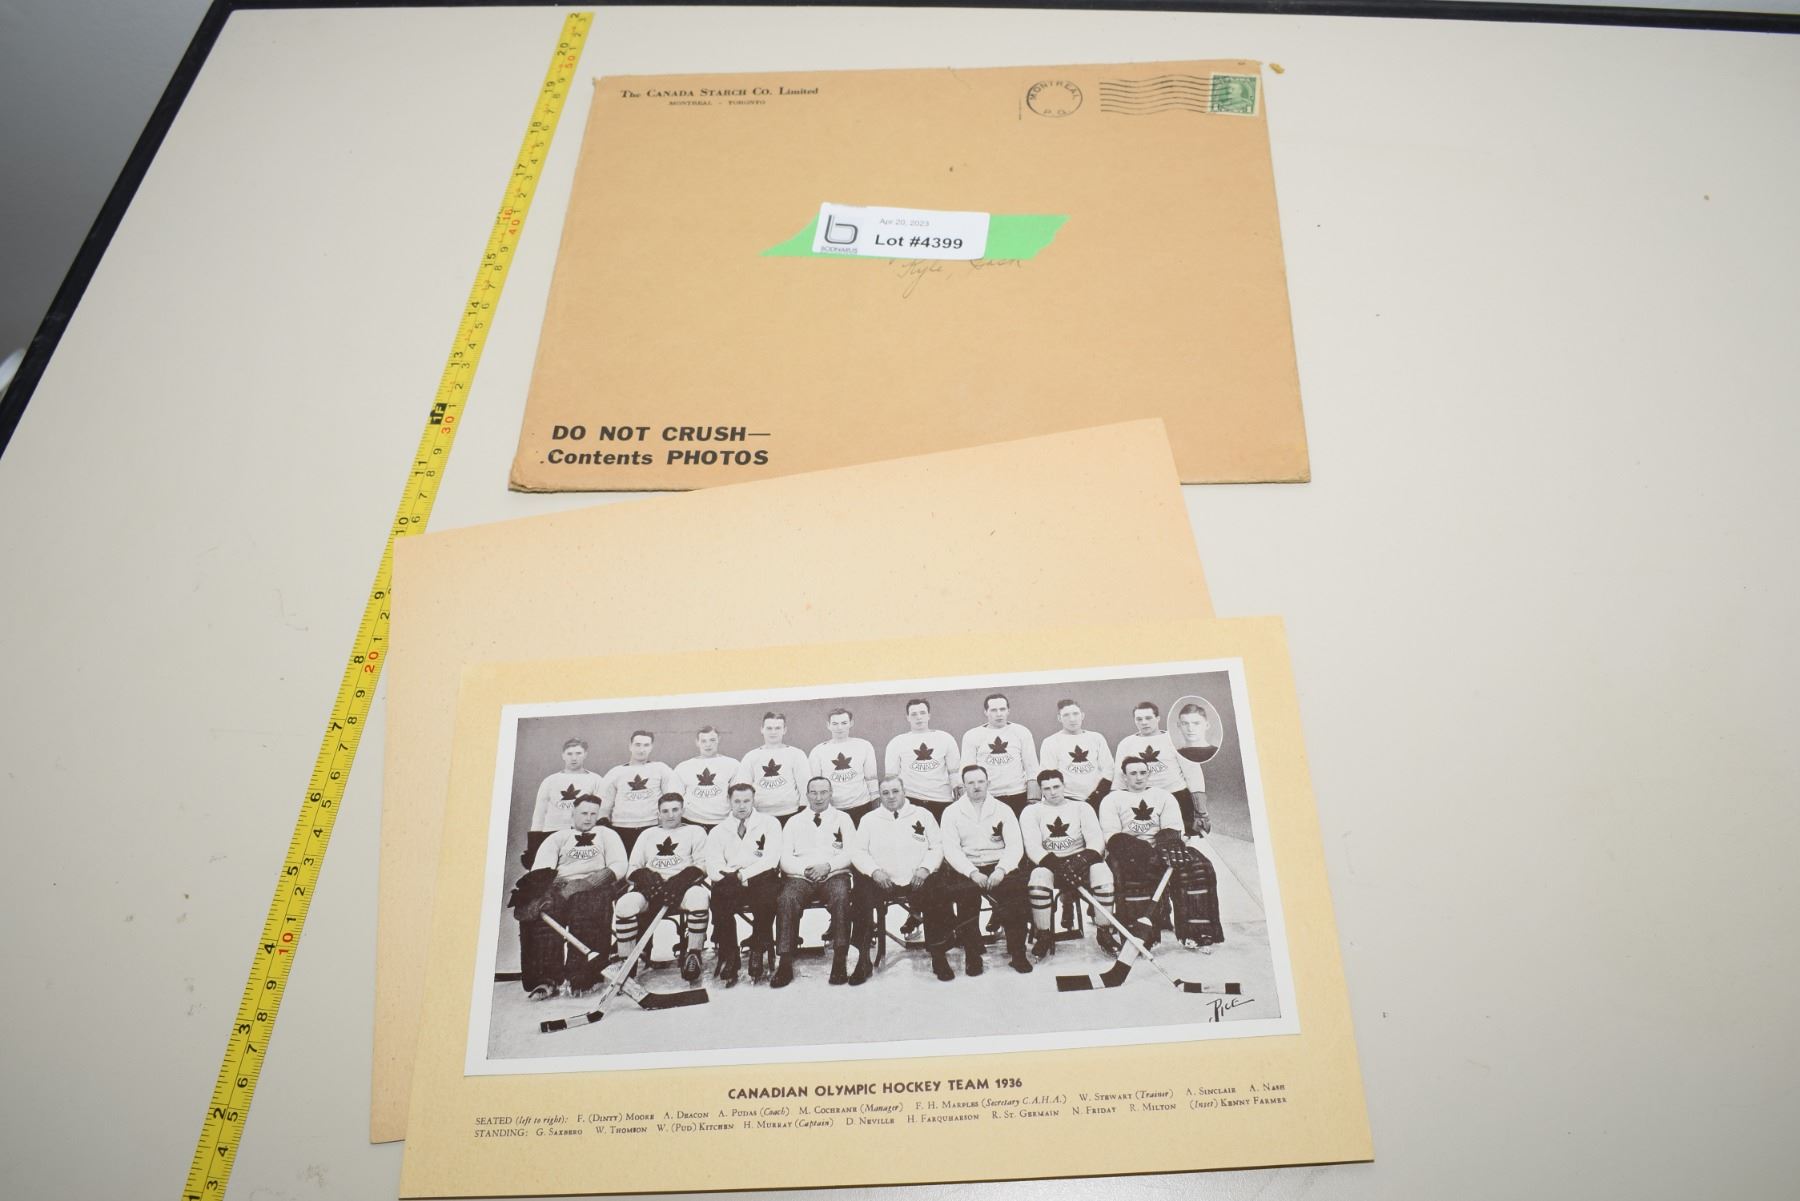 The CANADA STARCH CO. Limited
MONTREAL - TORONTO
MONTREAL
P.Q.
Apr 20, 2023
Lot #4399
BODNARUS
Kyle, Sask
DO NOT CRUSH—
Contents PHOTOS
CANADA
RICE
CANADIAN OLYMPIC HOCKEY TEAM 1936
SEATED (left to right): F. (DINTY) MOORE A. DEACON A. PUDAS (Coach) M. COCHRANE (Manager) F. H. MARPLES (Secretary C.A.H.A.) W. STEWART (Trainer) A. SINCLAIR A. NASH
STANDING: G. SAXBERG W. THOMSON W. (PUD) KITCHEN H. MURRAY (Captain) D. NEVILLE H. FARQUHARSON R. ST. GERMAIN N. FRIDAY R. MILTON (Inset) KENNY FARMER